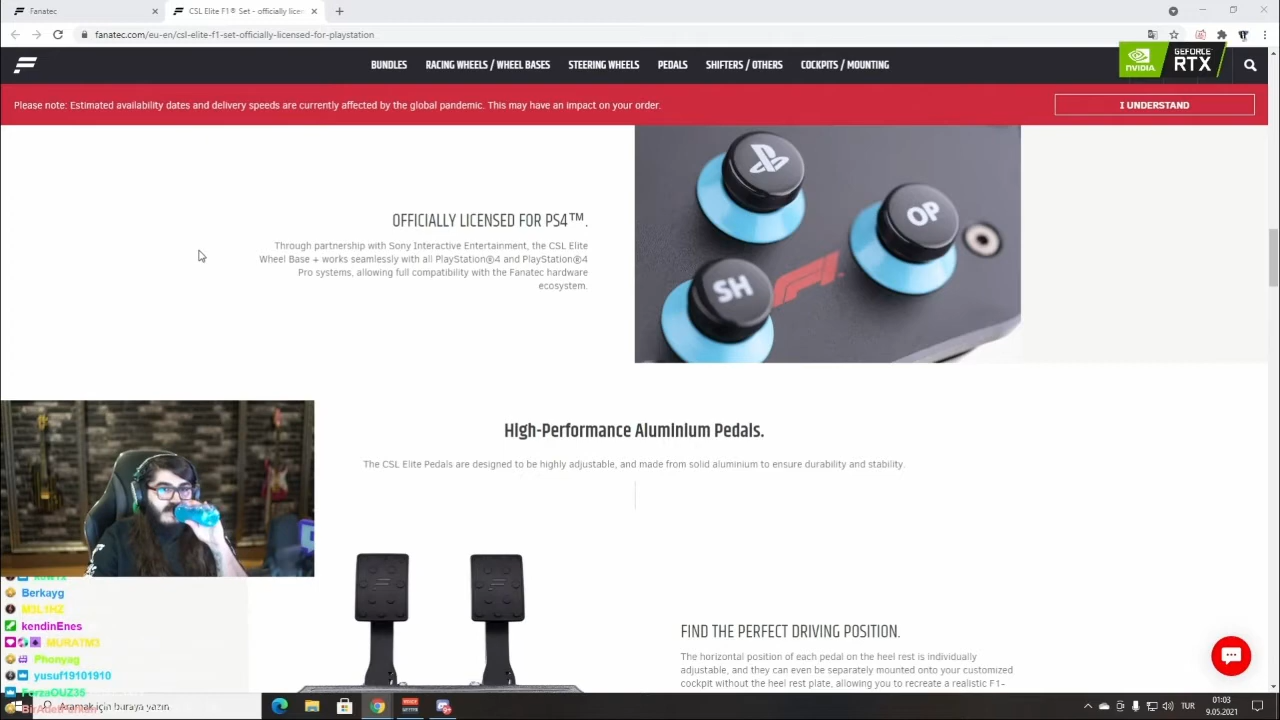 Fanatec
CSL Elite F1® Set - officially licen
fanatec.com/eu-en/csl-elite-f1-set-officially-licensed-for-playstation
BUNDLES RACING WHEELS / WHEEL BASES STEERING WHEELS PEDALS SHIFTERS / OTHERS COCKPITS / MOUNTING
NVIDIA GEFORCE RTX
Please note: Estimated availability dates and delivery speeds are currently affected by the global pandemic. This may have an impact on your order.
I UNDERSTAND
OFFICIALLY LICENSED FOR PS4™.
Through partnership with Sony Interactive Entertainment, the CSL Elite
Wheel Base + works seamlessly with all PlayStation®4 and PlayStation®4
Pro systems, allowing full compatibility with the Fanatec hardware
ecosystem.
OP
SH
F1
High-Performance Aluminium Pedals.
The CSL Elite Pedals are designed to be highly adjustable, and made from solid aluminium to ensure durability and stability.
FIND THE PERFECT DRIVING POSITION.
The horizontal position of each pedal on the heel rest is individually
adjustable, and they can even be separately mounted onto your customized
cockpit without the heel rest plate, allowing you to recreate a realistic F1-
Berkayg
M3L1HZ
kendinEnes
MURATM3
Phonyag
yusuf19101910
ForzaOUZ35
Aramak için buraya yazın
TUR
01:03
9.05.2021